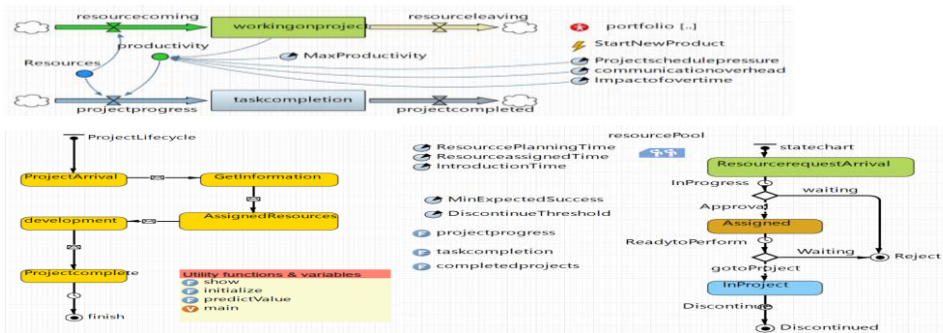 resourcecoming
workingonproject
resourceleaving
portfolio [..]
StartNewProduct
productivity
Resources
MaxProductivity
Projectschedulepressure
communicationoverhead
Impactofovertime
projectprogress
taskcompletion
projectcompleted
ProjectLifecycle
ProjectArrival
GetInformation
development
AssignedResources
Projectcomplete
finish
Utility functions & variables
show
initialize
predictValue
main
resourcePool
ResourccePlanningTime
ResourceassignedTime
IntroductionTime
MinExpectedSuccess
DiscontinueThreshold
projectprogress
taskcompletion
completedprojects
statechart
ResourcerequestArrival
InProgress
waiting
Approval
Assigned
ReadytoPerform
Waiting
Reject
gotoProject
InProject
Discontinue
Discontinued